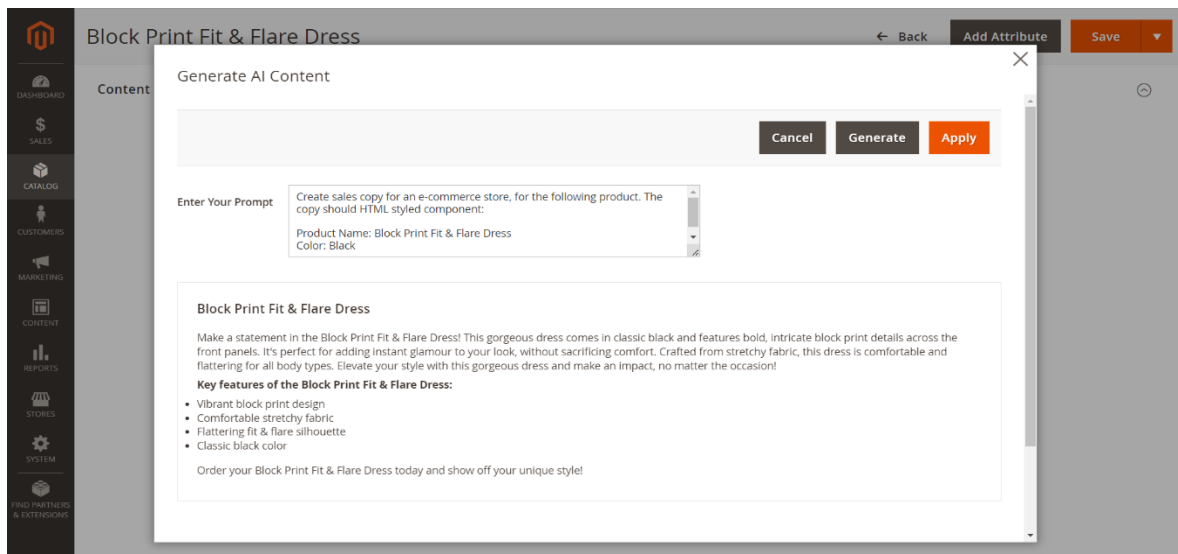 Block Print Fit & Flare Dress
← Back
Add Attribute
Save
DASHBOARD
$
SALES
CATALOG
CUSTOMERS
MARKETING
CONTENT
REPORTS
STORES
SYSTEM
FIND PARTNERS
& EXTENSIONS
Content
Generate AI Content
Cancel
Generate
Apply
Enter Your Prompt
Create sales copy for an e-commerce store, for the following product. The
copy should HTML styled component:
Product Name: Block Print Fit & Flare Dress
Color: Black
Block Print Fit & Flare Dress
Make a statement in the Block Print Fit & Flare Dress! This gorgeous dress comes in classic black and features bold, intricate block print details across the
front panels. It's perfect for adding instant glamour to your look, without sacrificing comfort. Crafted from stretchy fabric, this dress is comfortable and
flattering for all body types. Elevate your style with this gorgeous dress and make an impact, no matter the occasion!
Key features of the Block Print Fit & Flare Dress:
• Vibrant block print design
• Comfortable stretchy fabric
• Flattering fit & flare silhouette
• Classic black color
Order your Block Print Fit & Flare Dress today and show off your unique style!